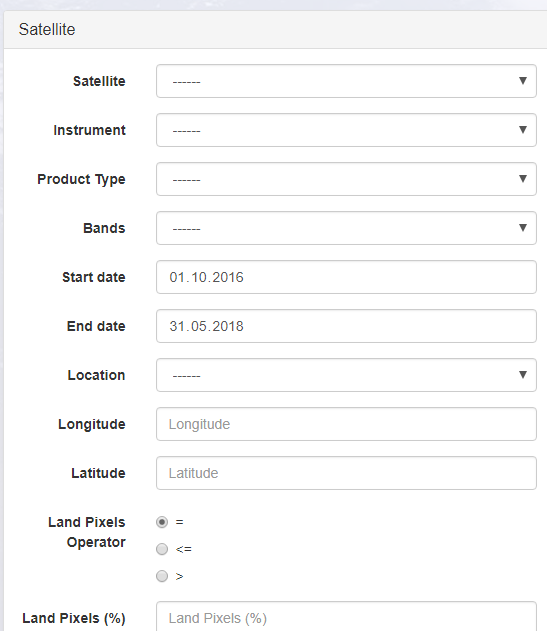 Satellite
Satellite ------
Instrument ------
Product Type ------
Bands ------
Start date 01.10.2016
End date 31.05.2018
Location ------
Longitude Longitude
Latitude Latitude
Land Pixels =
Operator
<=
>
Land Pixels (%) Land Pixels (%)